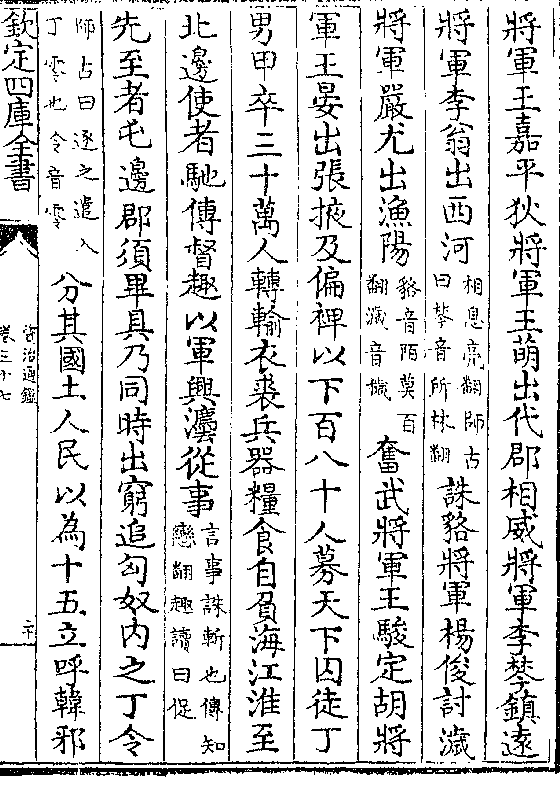 將軍王嘉平狄將軍王萌出代郡相威將軍李棽鎮遠
將軍李翁出西河相息亮翻師古曰棽音所林翻誅貉將軍楊俊討濊
將軍嚴尤出漁陽貉音陌莫百翻濊音穢奮武將軍王駿定胡將
軍王晏出張掖及偏裨以下百八十人募天下囚徒丁
男甲卒三十萬人轉輸衣裘兵器糧食自負海江淮至
北邊使者馳傳督趣以軍興灋從事言事誅斬也傳知戀翻趣讀曰促
先至者屯邊郡須畢具乃同時出窮追匈奴內之丁令
師古曰逐之遣入丁零也令音零分其國土人民以為十五立呼韓邪
欽定四庫全書
資治通鑑
卷三十七
二十